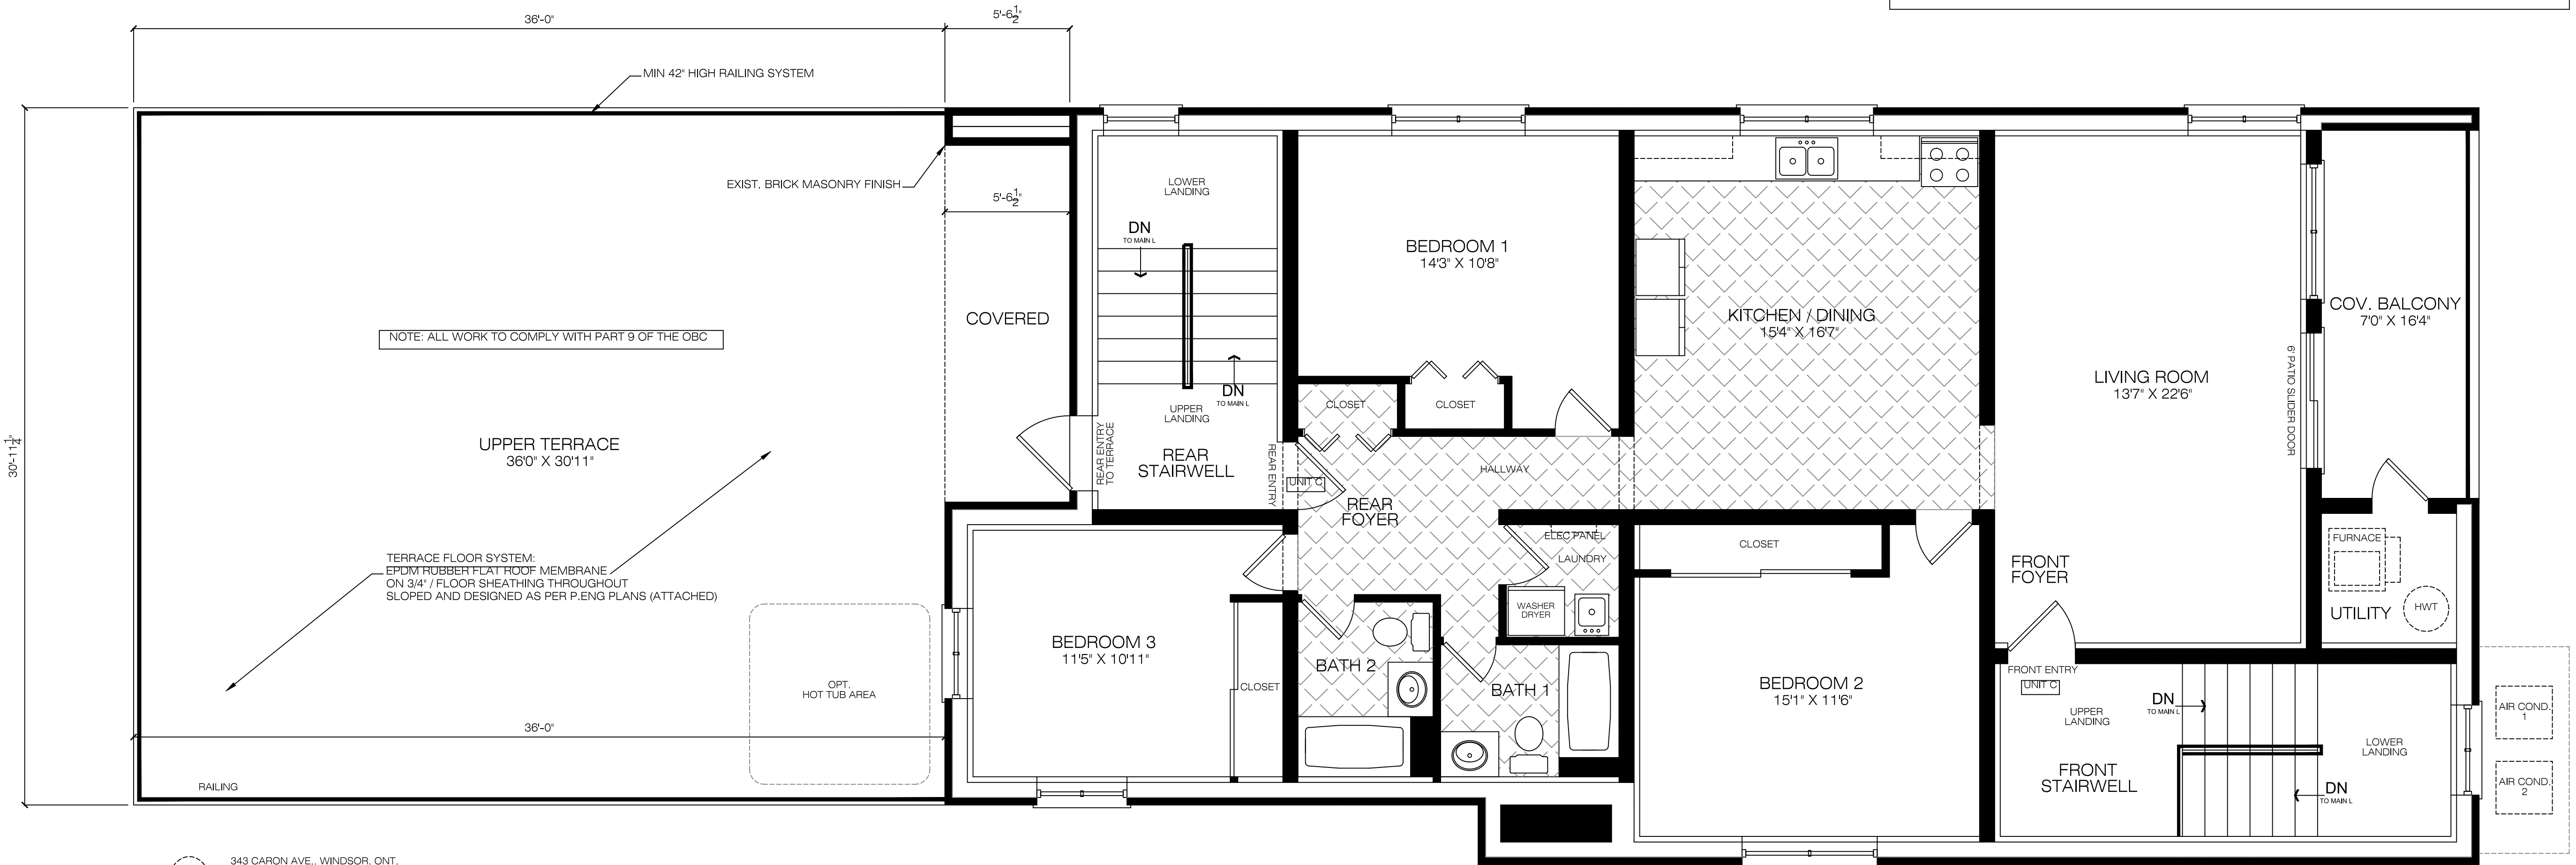 36'-0"
5'-6 1/2"
MIN 42" HIGH RAILING SYSTEM
EXIST. BRICK MASONRY FINISH
5'-6 1/2"
30'-11 1/4"
NOTE: ALL WORK TO COMPLY WITH PART 9 OF THE OBC
COVERED
UPPER TERRACE
36'0" X 30'11"
TERRACE FLOOR SYSTEM:
EPDM RUBBER FLAT ROOF MEMBRANE
ON 3/4" / FLOOR SHEATHING THROUGHOUT
SLOPED AND DESIGNED AS PER P.ENG PLANS (ATTACHED)
OPT.
HOT TUB AREA
36'-0"
RAILING
LOWER
LANDING
DN
TO MAIN L
DN
TO MAIN L
UPPER
LANDING
REAR ENTRY
TO TERRACE
REAR
STAIRWELL
REAR ENTRY
UNIT C
BEDROOM 1
14'3" X 10'8"
CLOSET
CLOSET
HALLWAY
REAR
FOYER
KITCHEN / DINING
15'4" X 16'7"
LIVING ROOM
13'7" X 22'6"
6' PATIO SLIDER DOOR
COV. BALCONY
7'0" X 16'4"
FURNACE
UTILITY
HWT
FRONT
FOYER
ELEC PANEL
LAUNDRY
WASHER
DRYER
CLOSET
BEDROOM 3
11'5" X 10'11"
CLOSET
BATH 2
BATH 1
BEDROOM 2
15'1" X 11'6"
FRONT ENTRY
UNIT C
UPPER
LANDING
DN
TO MAIN L
FRONT
STAIRWELL
LOWER
LANDING
DN
TO MAIN L
AIR COND.
1
AIR COND.
2
343 CARON AVE., WINDSOR, ONT.